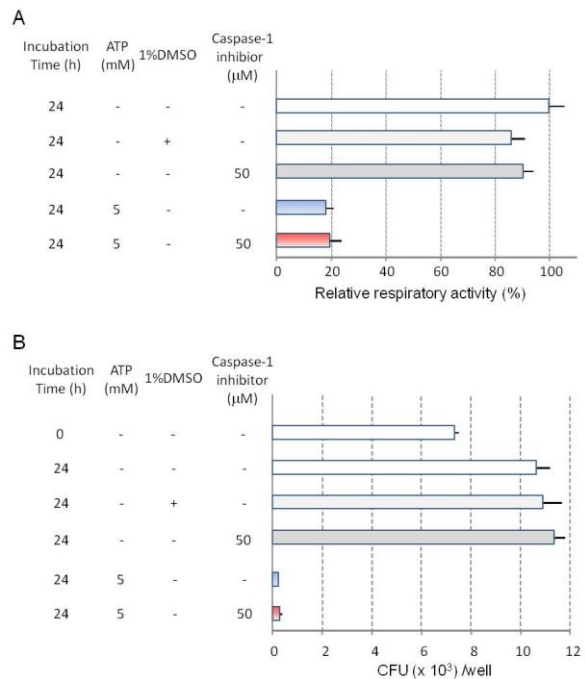 A
Incubation Time (h) ATP (mM) 1%DMSO Caspase-1 inhibior (μM)
24 - - -
24 - + -
24 - - 50
24 5 - -
24 5 - 50
0 20 40 60 80 100
Relative respiratory activity (%)
B
Incubation Time (h) ATP (mM) 1%DMSO Caspase-1 inhibitor (μM)
0 - - -
24 - - -
24 - + -
24 - - 50
24 5 - -
24 5 - 50
0 2 4 6 8 10 12
CFU (x 10³) /well